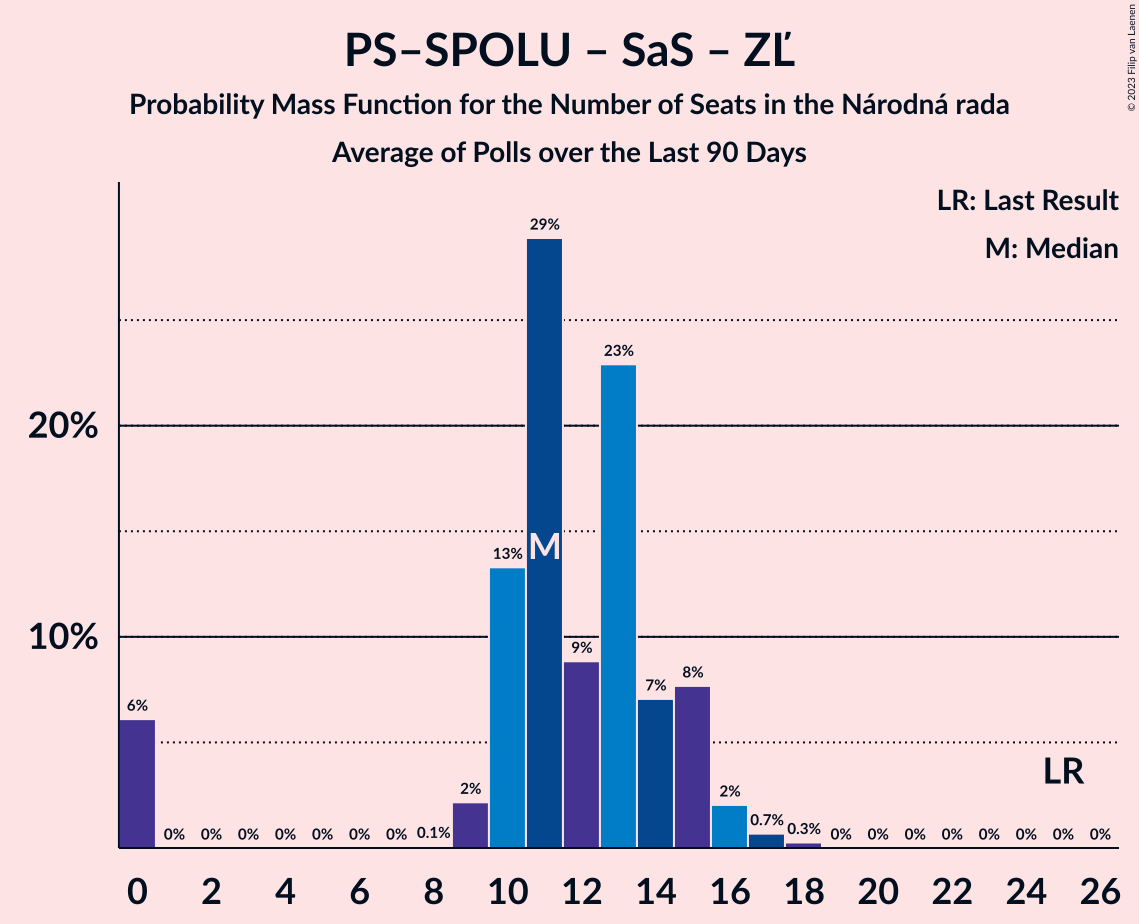 PS–SPOLU – SaS – ZĽ
Probability Mass Function for the Number of Seats in the Národná rada
Average of Polls over the Last 90 Days
© 2023 Filip van Laenen
LR: Last Result
M: Median
29%
23%
20%
13%
M
10%
9%
8%
7%
6%
LR
2%
2%
0.7%
0.3%
0% 0% 0% 0% 0% 0% 0% 0.1% 0% 0% 0% 0% 0% 0% 0% 0%
0 2 4 6 8 10 12 14 16 18 20 22 24 26